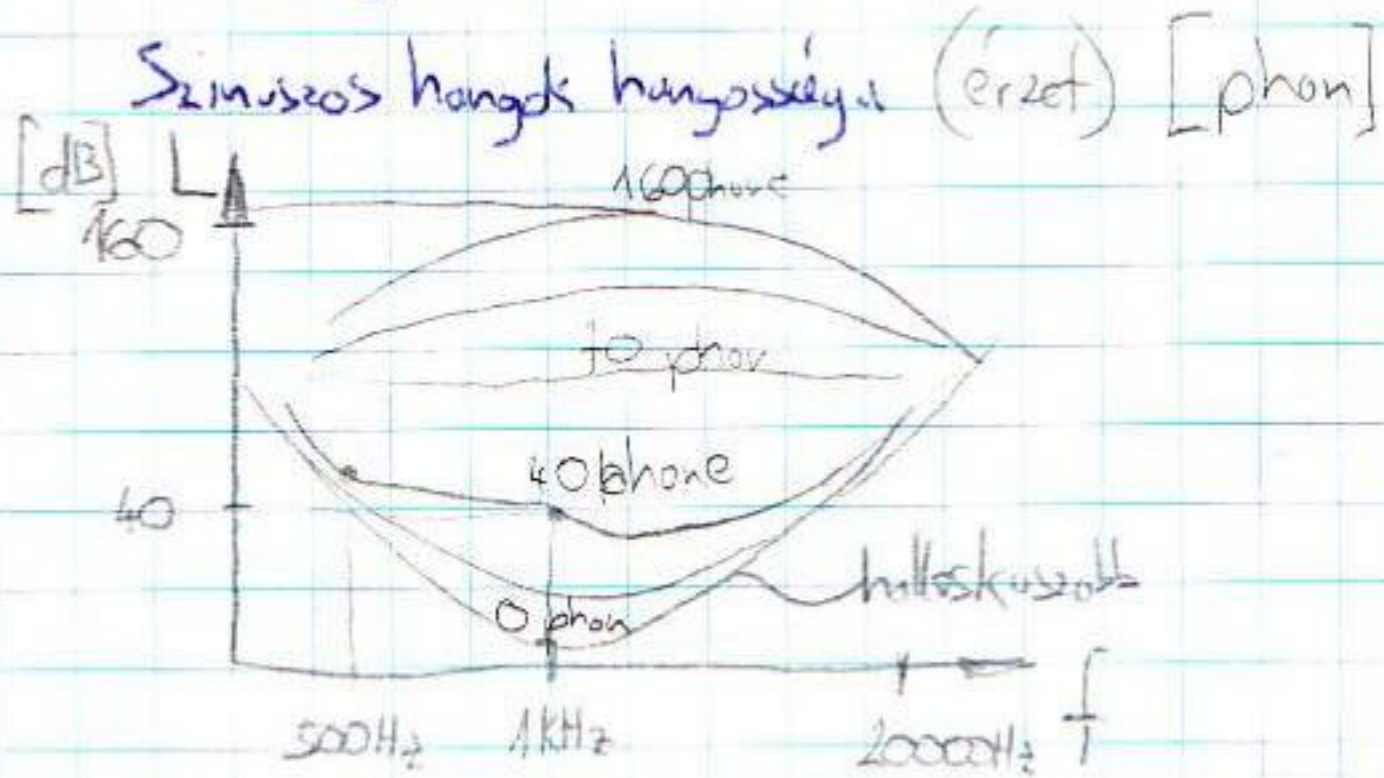 Szinuszos hangok hangossága (érzet) [phon]
[dB] L
160
160phone
70 phon
40phone
40
0 phon
hallásküszöb
500Hz 1kHz 20000Hz f